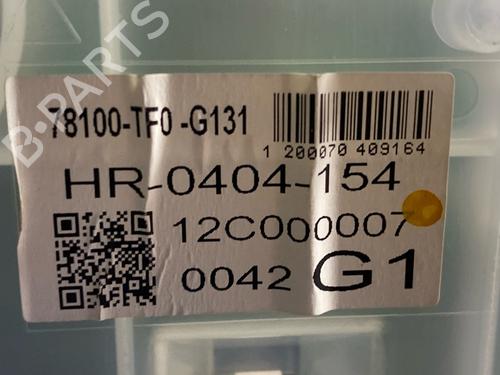 B-PARTS
78100-TF0 -G131
1 200070 409164
HR-0404-154
12C000007
0042 G1